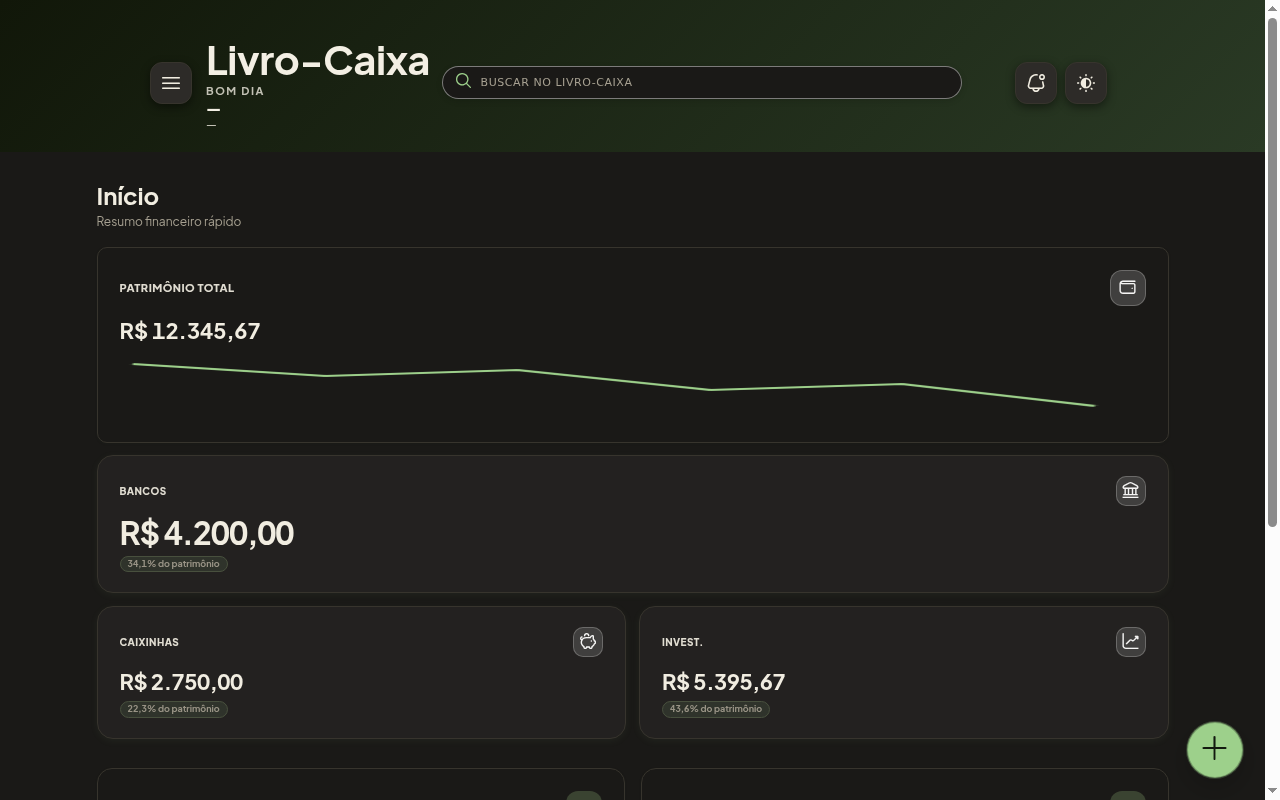 Livro-Caixa
BOM DIA
—
—
BUSCAR NO LIVRO-CAIXA
Início
Resumo financeiro rápido
PATRIMÔNIO TOTAL
R$ 12.345,67
BANCOS
R$ 4.200,00
34,1% do patrimônio
CAIXINHAS
R$ 2.750,00
22,3% do patrimônio
INVEST.
R$ 5.395,67
43,6% do patrimônio